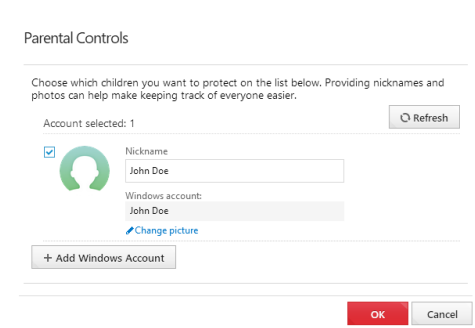 Parental Controls
Choose which children you want to protect on the list below. Providing nicknames and
photos can help make keeping track of everyone easier.
Account selected: 1
Refresh
Nickname
John Doe
Windows account:
John Doe
Change picture
+ Add Windows Account
OK
Cancel